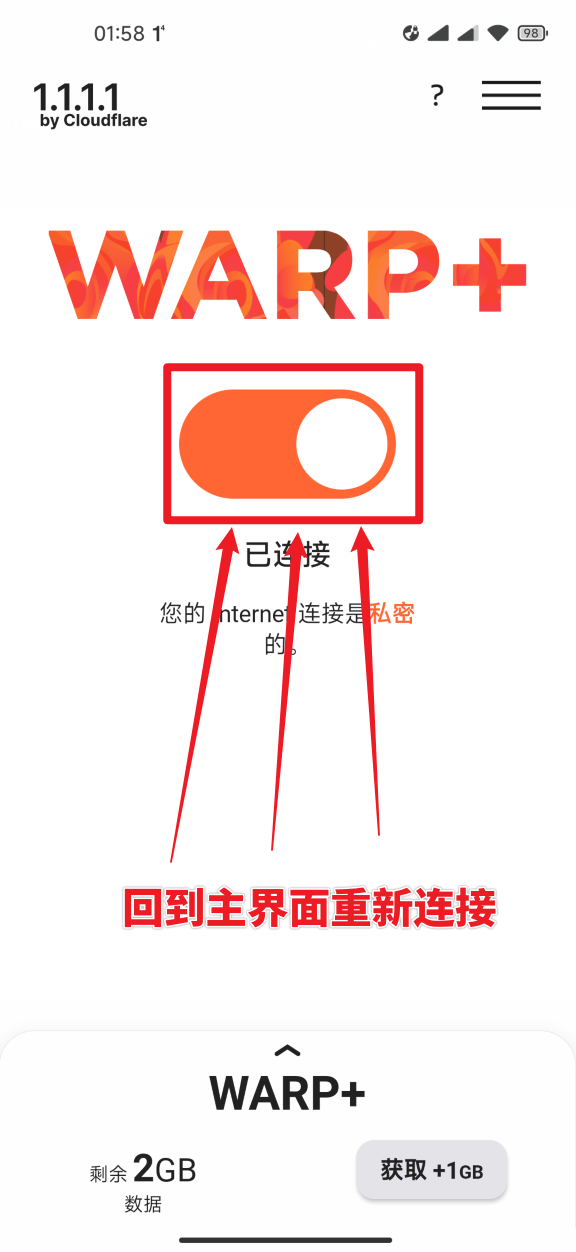 01:58
98
1.1.1.1
by Cloudflare
?
WARP+
已连接
您的 Internet 连接是私密
的。
回到主界面重新连接
WARP+
剩余 2GB
数据
获取 +1GB